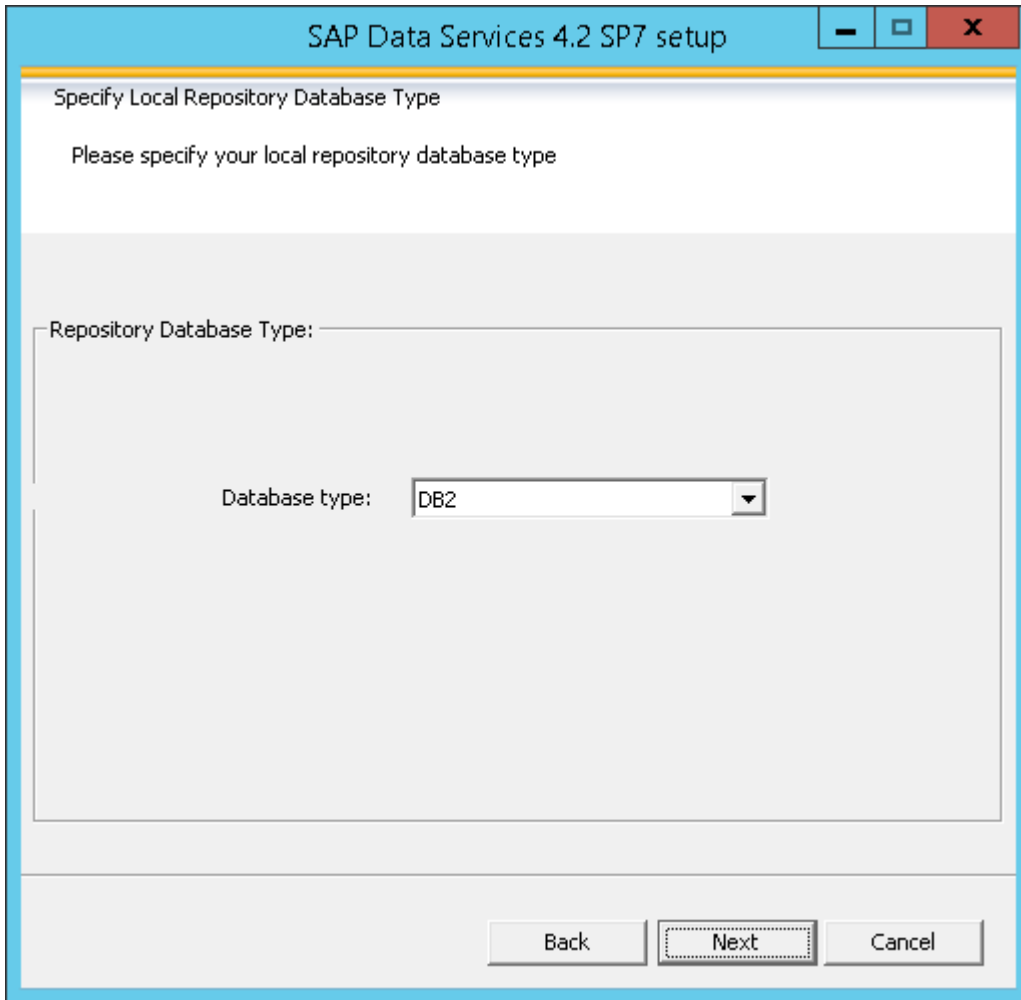 SAP Data Services 4.2 SP7 setup
Specify Local Repository Database Type
Please specify your local repository database type
Repository Database Type:
Database type: DB2
Back Next Cancel